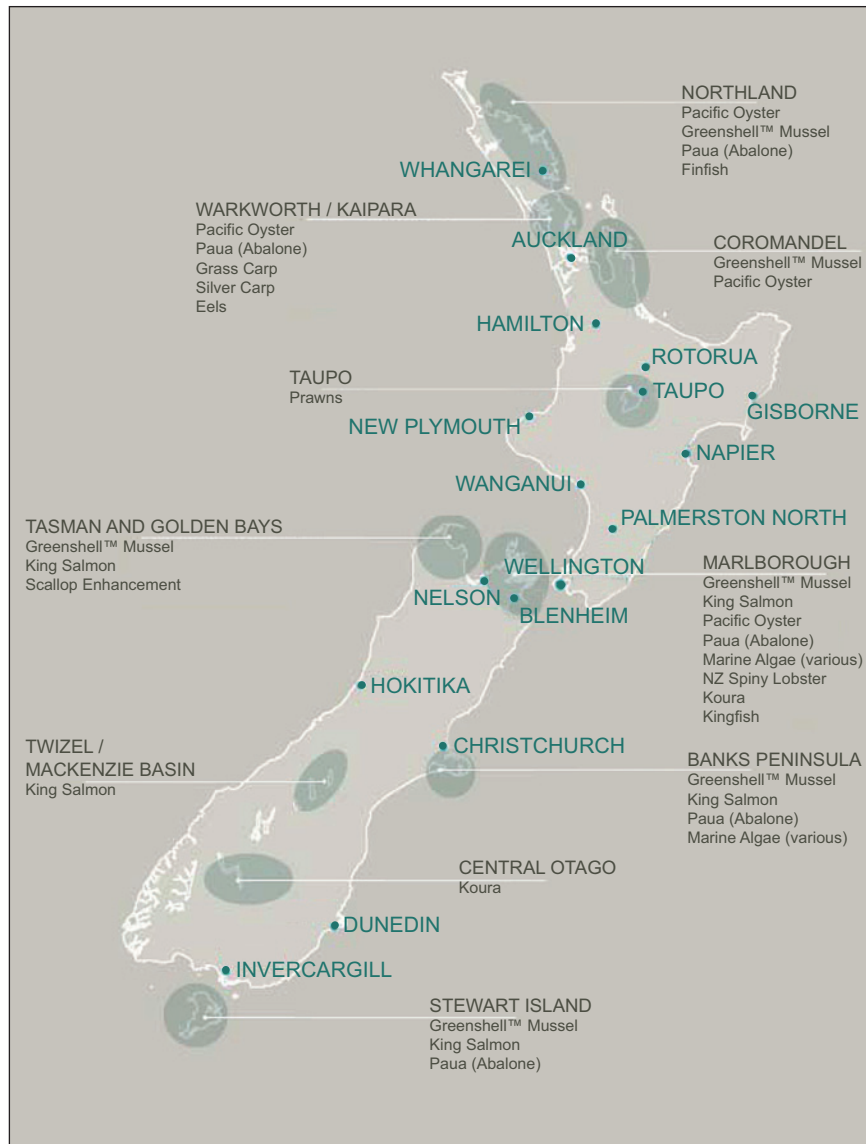 NORTHLAND
Pacific Oyster
Greenshell™ Mussel
Paua (Abalone)
Finfish
WHANGAREI
WARKWORTH / KAIPARA
Pacific Oyster
Paua (Abalone)
Grass Carp
Silver Carp
Eels
AUCKLAND
COROMANDEL
Greenshell™ Mussel
Pacific Oyster
HAMILTON
ROTORUA
TAUPO
Prawns
TAUPO
GISBORNE
NEW PLYMOUTH
NAPIER
WANGANUI
PALMERSTON NORTH
TASMAN AND GOLDEN BAYS
Greenshell™ Mussel
King Salmon
Scallop Enhancement
WELLINGTON
NELSON
BLENHEIM
MARLBOROUGH
Greenshell™ Mussel
King Salmon
Pacific Oyster
Paua (Abalone)
Marine Algae (various)
NZ Spiny Lobster
Koura
Kingfish
HOKITIKA
TWIZEL /
MACKENZIE BASIN
King Salmon
CHRISTCHURCH
BANKS PENINSULA
Greenshell™ Mussel
King Salmon
Paua (Abalone)
Marine Algae (various)
CENTRAL OTAGO
Koura
DUNEDIN
INVERCARGILL
STEWART ISLAND
Greenshell™ Mussel
King Salmon
Paua (Abalone)